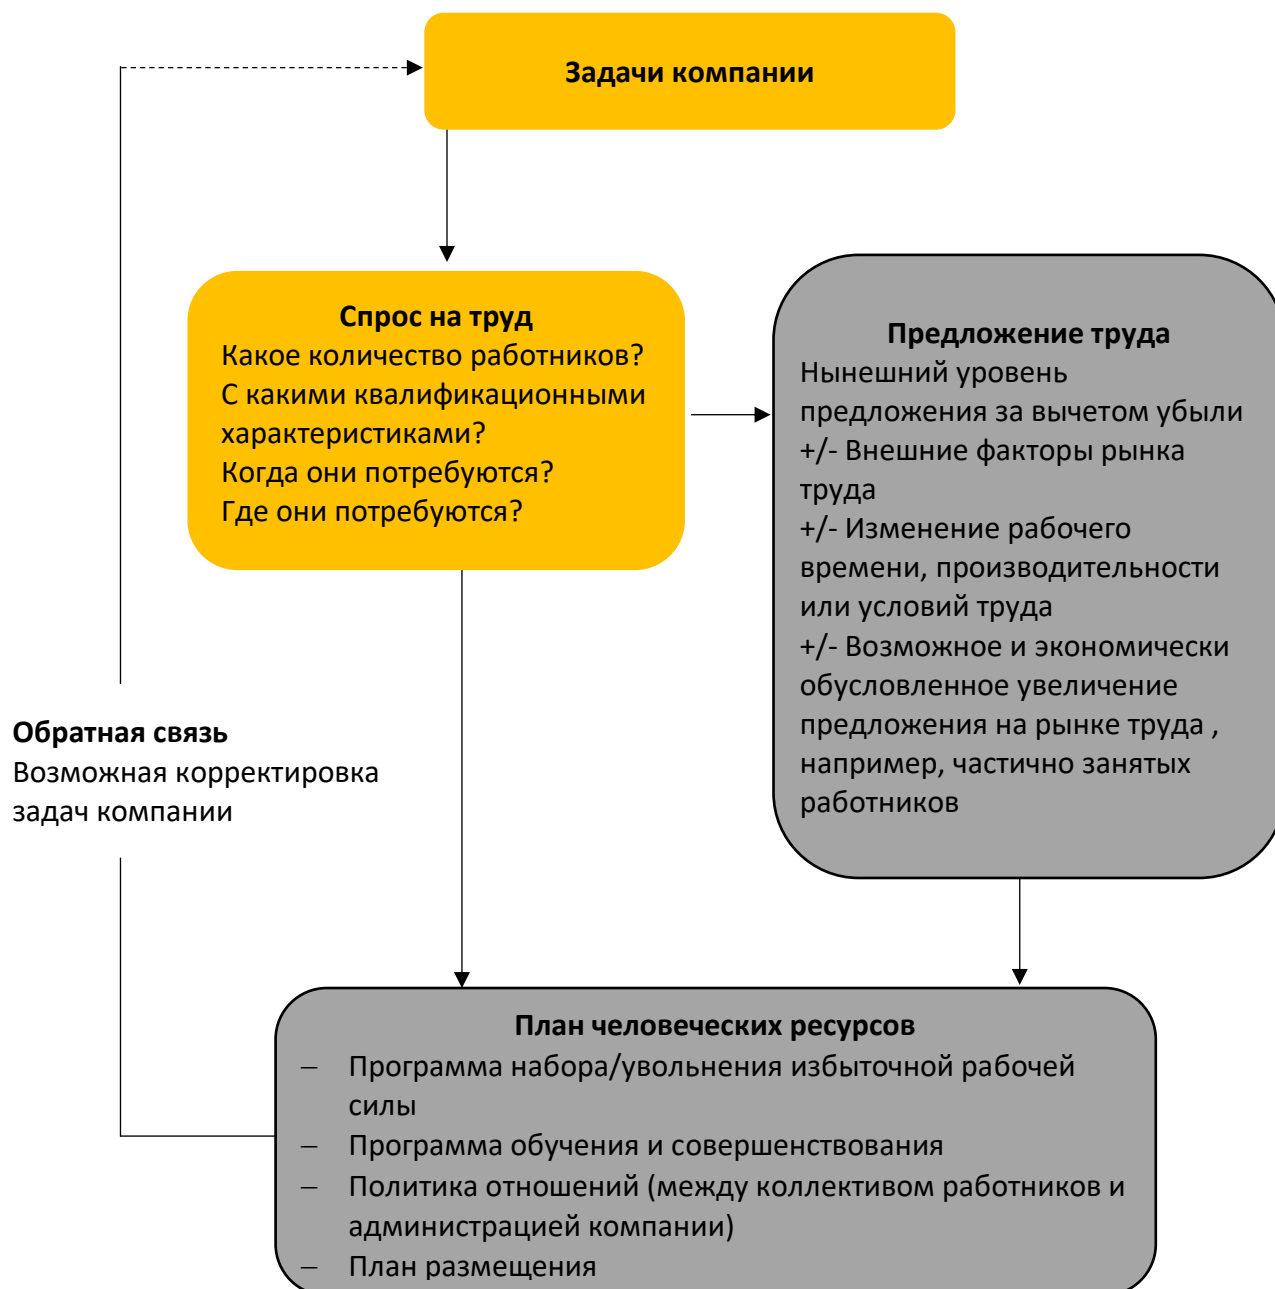 Задачи компании
Спрос на труд
Какое количество работников?
С какими квалификационными
характеристиками?
Когда они потребуются?
Где они потребуются?
Предложение труда
Нынешний уровень
предложения за вычетом убыли
+/- Внешние факторы рынка
труда
+/- Изменение рабочего
времени, производительности
или условий труда
+/- Возможное и экономически
обусловленное увеличение
предложения на рынке труда ,
например, частично занятых
работников
Обратная связь
Возможная корректировка
задач компании
План человеческих ресурсов
– Программа набора/увольнения избыточной рабочей
силы
– Программа обучения и совершенствования
– Политика отношений (между коллективом работников и
администрацией компании)
– План размещения